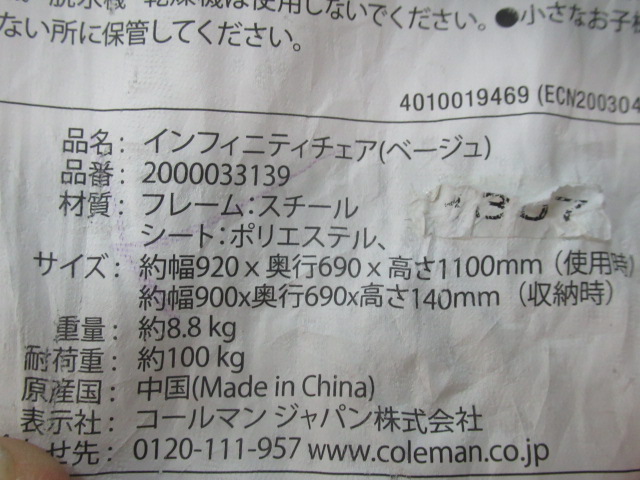 脱水機・乾燥機は使用しないでください。●小さなお子様
ない所に保管してください。
4010019469 (ECN200304
品名：インフィニティチェア(ベージュ)
品番：2000033139
材質：フレーム：スチール
シート：ポリエステル、
サイズ：約幅920 x 奥行690 x 高さ1100mm（使用時）
約幅900x奥行690x高さ140mm（収納時）
重量：約8.8 kg
耐荷重：約100 kg
原産国：中国(Made in China)
表示社：コールマン ジャパン株式会社
せ先：0120-111-957 www.coleman.co.jp